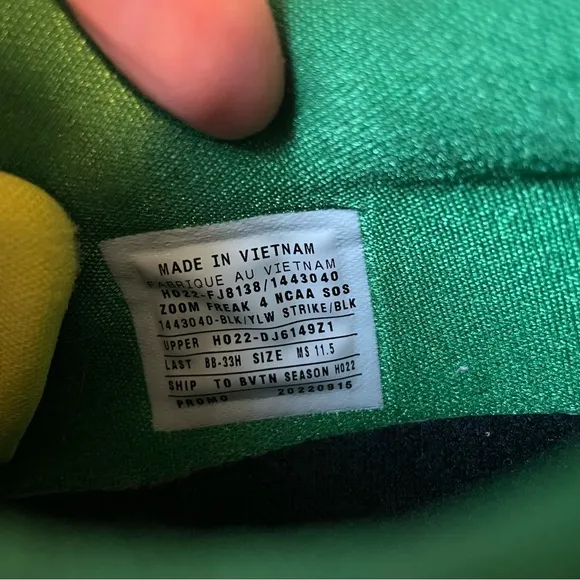 MADE IN VIETNAM
FABRIQUE AU VIETNAM
HO22-FJ8138/1443040
ZOOM FREAK 4 NCAA SOS
1443040-BLK/YLW STRIKE/BLK
UPPER HO22-DJ6149Z1
LAST BB-33H SIZE MS 11.5
SHIP TO BVTN SEASON HO22
PROMO 20220915